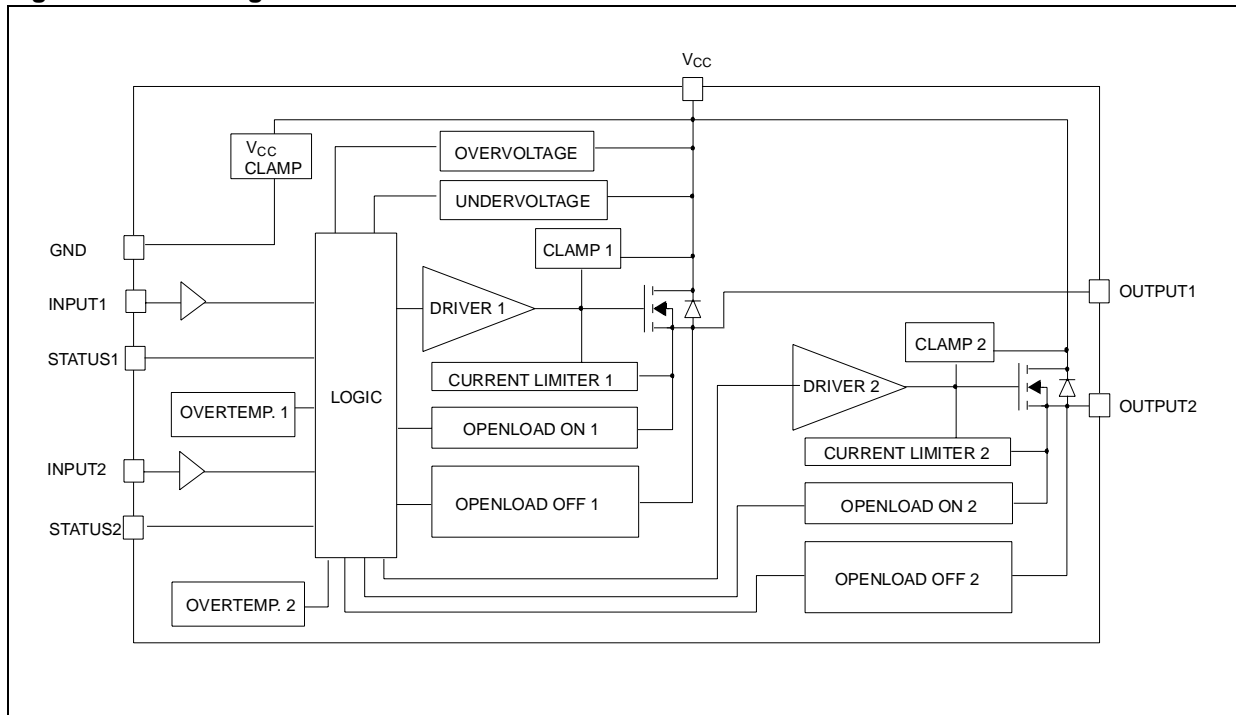 VCC
VCC
CLAMP
OVERVOLTAGE
UNDERVOLTAGE
GND
CLAMP 1
INPUT1
DRIVER 1
OUTPUT1
STATUS1
CLAMP 2
CURRENT LIMITER 1
LOGIC
DRIVER 2
OVERTEMP. 1
OPENLOAD ON 1
OUTPUT2
INPUT2
CURRENT LIMITER 2
OPENLOAD OFF 1
OPENLOAD ON 2
STATUS2
OPENLOAD OFF 2
OVERTEMP. 2